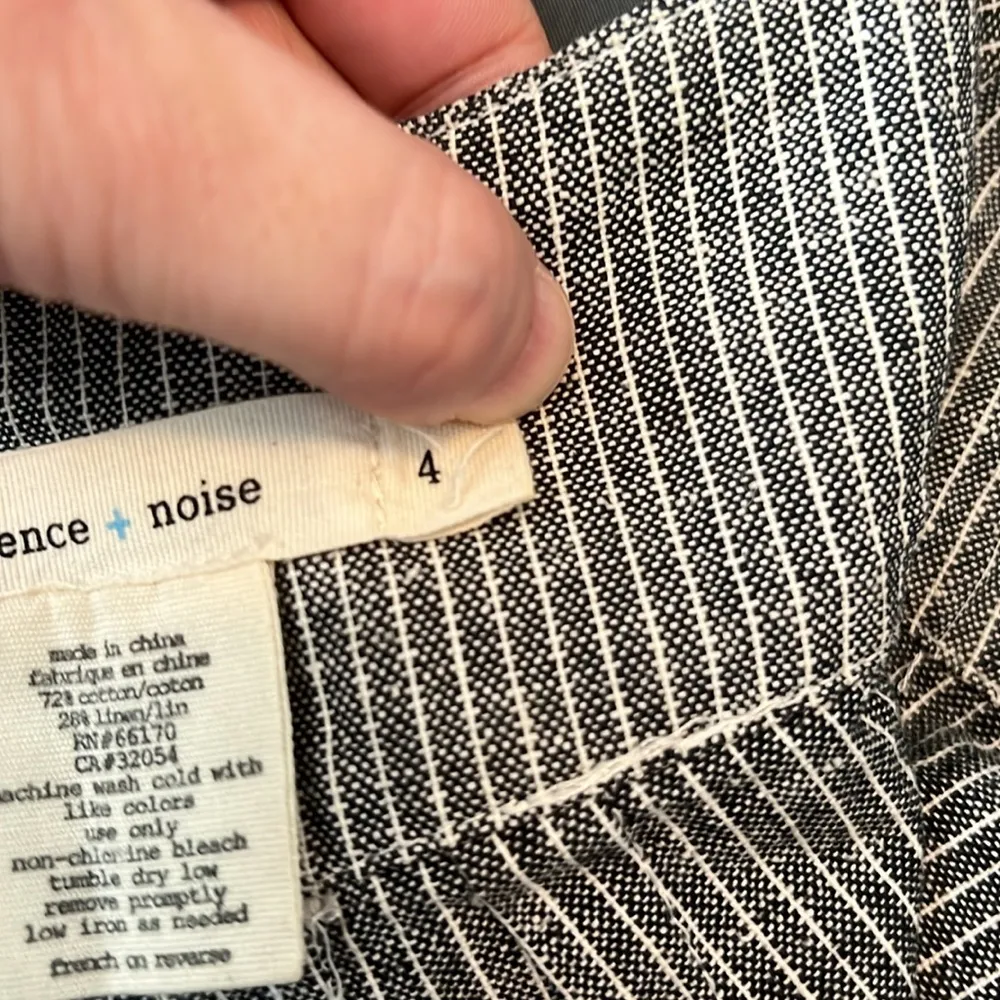 ence + noise
4
made in china
fabrique en chine
72% cotton/coton
28% linen/lin
RN#66170
CA#32054
achine wash cold with
like colors
use only
non-chlorine bleach
tumble dry low
remove promptly
low iron as needed
french on reverse